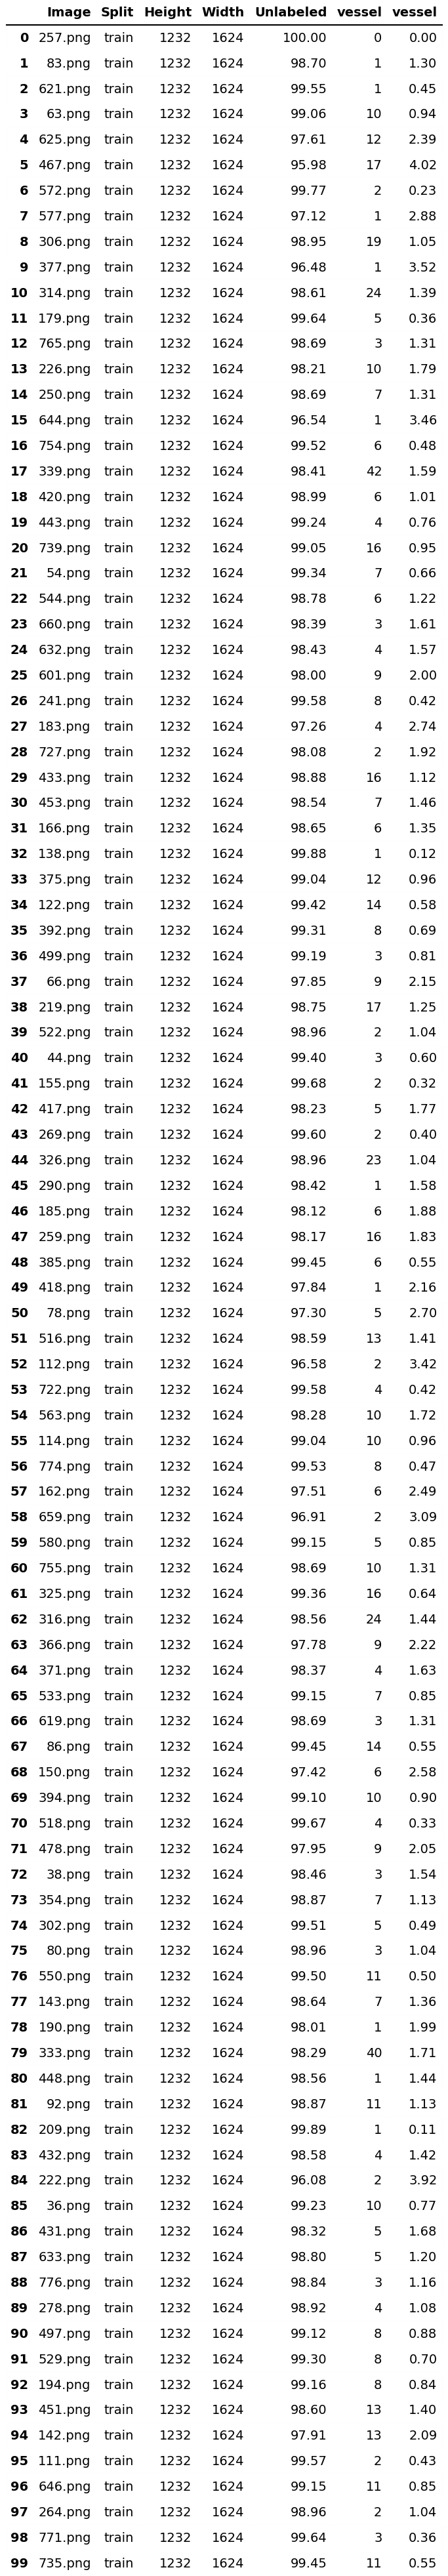 Image Split Height Width Unlabeled vessel vessel
0 257.png train 1232 1624 100.00 0 0.00
1 83.png train 1232 1624 98.70 1 1.30
2 621.png train 1232 1624 99.55 1 0.45
3 63.png train 1232 1624 99.06 10 0.94
4 625.png train 1232 1624 97.61 12 2.39
5 467.png train 1232 1624 95.98 17 4.02
6 572.png train 1232 1624 99.77 2 0.23
7 577.png train 1232 1624 97.12 1 2.88
8 306.png train 1232 1624 98.95 19 1.05
9 377.png train 1232 1624 96.48 1 3.52
10 314.png train 1232 1624 98.61 24 1.39
11 179.png train 1232 1624 99.64 5 0.36
12 765.png train 1232 1624 98.69 3 1.31
13 226.png train 1232 1624 98.21 10 1.79
14 250.png train 1232 1624 98.69 7 1.31
15 644.png train 1232 1624 96.54 1 3.46
16 754.png train 1232 1624 99.52 6 0.48
17 339.png train 1232 1624 98.41 42 1.59
18 420.png train 1232 1624 98.99 6 1.01
19 443.png train 1232 1624 99.24 4 0.76
20 739.png train 1232 1624 99.05 16 0.95
21 54.png train 1232 1624 99.34 7 0.66
22 544.png train 1232 1624 98.78 6 1.22
23 660.png train 1232 1624 98.39 3 1.61
24 632.png train 1232 1624 98.43 4 1.57
25 601.png train 1232 1624 98.00 9 2.00
26 241.png train 1232 1624 99.58 8 0.42
27 183.png train 1232 1624 97.26 4 2.74
28 727.png train 1232 1624 98.08 2 1.92
29 433.png train 1232 1624 98.88 16 1.12
30 453.png train 1232 1624 98.54 7 1.46
31 166.png train 1232 1624 98.65 6 1.35
32 138.png train 1232 1624 99.88 1 0.12
33 375.png train 1232 1624 99.04 12 0.96
34 122.png train 1232 1624 99.42 14 0.58
35 392.png train 1232 1624 99.31 8 0.69
36 499.png train 1232 1624 99.19 3 0.81
37 66.png train 1232 1624 97.85 9 2.15
38 219.png train 1232 1624 98.75 17 1.25
39 522.png train 1232 1624 98.96 2 1.04
40 44.png train 1232 1624 99.40 3 0.60
41 155.png train 1232 1624 99.68 2 0.32
42 417.png train 1232 1624 98.23 5 1.77
43 269.png train 1232 1624 99.60 2 0.40
44 326.png train 1232 1624 98.96 23 1.04
45 290.png train 1232 1624 98.42 1 1.58
46 185.png train 1232 1624 98.12 6 1.88
47 259.png train 1232 1624 98.17 16 1.83
48 385.png train 1232 1624 99.45 6 0.55
49 418.png train 1232 1624 97.84 1 2.16
50 78.png train 1232 1624 97.30 5 2.70
51 516.png train 1232 1624 98.59 13 1.41
52 112.png train 1232 1624 96.58 2 3.42
53 722.png train 1232 1624 99.58 4 0.42
54 563.png train 1232 1624 98.28 10 1.72
55 114.png train 1232 1624 99.04 10 0.96
56 774.png train 1232 1624 99.53 8 0.47
57 162.png train 1232 1624 97.51 6 2.49
58 659.png train 1232 1624 96.91 2 3.09
59 580.png train 1232 1624 99.15 5 0.85
60 755.png train 1232 1624 98.69 10 1.31
61 325.png train 1232 1624 99.36 16 0.64
62 316.png train 1232 1624 98.56 24 1.44
63 366.png train 1232 1624 97.78 9 2.22
64 371.png train 1232 1624 98.37 4 1.63
65 533.png train 1232 1624 99.15 7 0.85
66 619.png train 1232 1624 98.69 3 1.31
67 86.png train 1232 1624 99.45 14 0.55
68 150.png train 1232 1624 97.42 6 2.58
69 394.png train 1232 1624 99.10 10 0.90
70 518.png train 1232 1624 99.67 4 0.33
71 478.png train 1232 1624 97.95 9 2.05
72 38.png train 1232 1624 98.46 3 1.54
73 354.png train 1232 1624 98.87 7 1.13
74 302.png train 1232 1624 99.51 5 0.49
75 80.png train 1232 1624 98.96 3 1.04
76 550.png train 1232 1624 99.50 11 0.50
77 143.png train 1232 1624 98.64 7 1.36
78 190.png train 1232 1624 98.01 1 1.99
79 333.png train 1232 1624 98.29 40 1.71
80 448.png train 1232 1624 98.56 1 1.44
81 92.png train 1232 1624 98.87 11 1.13
82 209.png train 1232 1624 99.89 1 0.11
83 432.png train 1232 1624 98.58 4 1.42
84 222.png train 1232 1624 96.08 2 3.92
85 36.png train 1232 1624 99.23 10 0.77
86 431.png train 1232 1624 98.32 5 1.68
87 633.png train 1232 1624 98.80 5 1.20
88 776.png train 1232 1624 98.84 3 1.16
89 278.png train 1232 1624 98.92 4 1.08
90 497.png train 1232 1624 99.12 8 0.88
91 529.png train 1232 1624 99.30 8 0.70
92 194.png train 1232 1624 99.16 8 0.84
93 451.png train 1232 1624 98.60 13 1.40
94 142.png train 1232 1624 97.91 13 2.09
95 111.png train 1232 1624 99.57 2 0.43
96 646.png train 1232 1624 99.15 11 0.85
97 264.png train 1232 1624 98.96 2 1.04
98 771.png train 1232 1624 99.64 3 0.36
99 735.png train 1232 1624 99.45 11 0.55